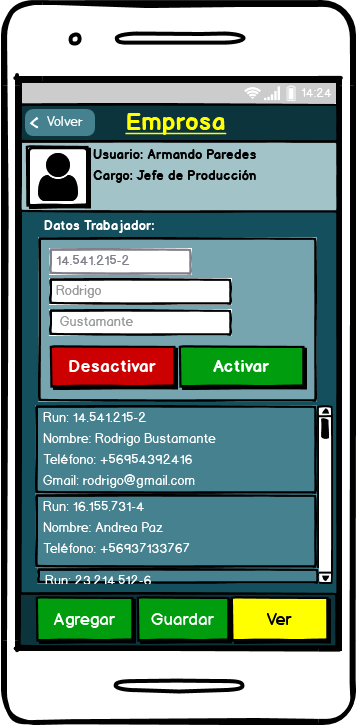 14:24
Volver
Emprosa
Usuario: Armando Paredes
Cargo: Jefe de Producción
Datos Trabajador:
14.541.215-2
Rodrigo
Gustamante
Desactivar
Activar
Run: 14.541.215-2
Nombre: Rodrigo Bustamante
Teléfono: +56954392416
Gmail: rodrigo@gmail.com
Run: 16.155.731-4
Nombre: Andrea Paz
Teléfono: +56937133767
Run: 23.214.512-6
Agregar
Guardar
Ver